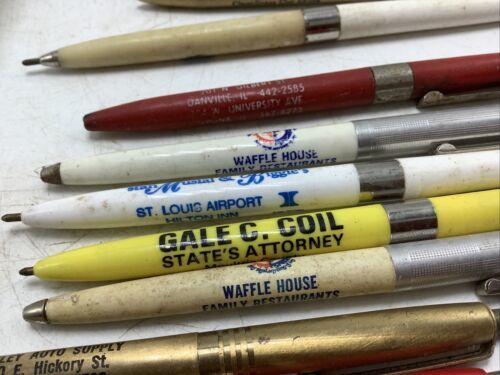 DANVILLE, IL 442-2585
W. UNIVERSITY AVE
WAFFLE HOUSE
FAMILY RESTAURANTS
ST. LOUIS AIRPORT
HILTON INN
GALE C. COIL
STATE'S ATTORNEY
WAFFLE HOUSE
FAMILY RESTAURANTS
AUTO SUPPLY
E. Hickory St.